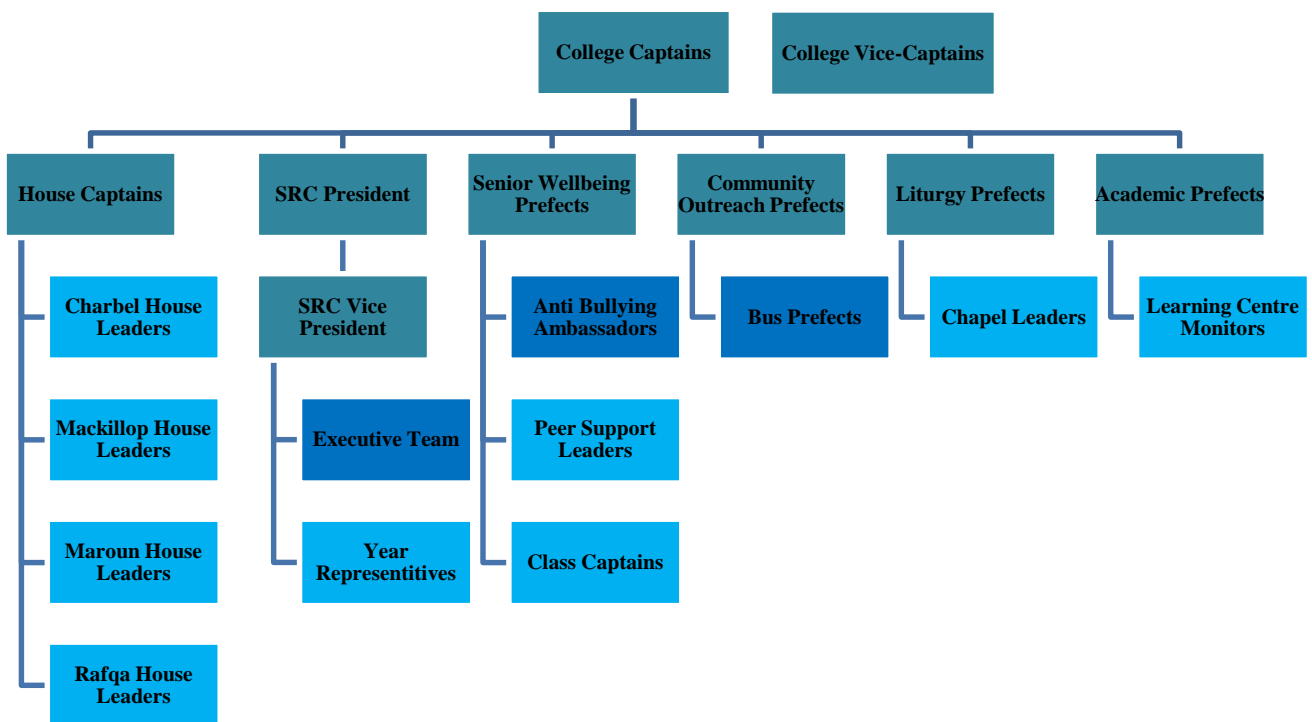 College Captains
College Vice-Captains
House Captains
SRC President
Senior Wellbeing
Prefects
Community
Outreach Prefects
Liturgy Prefects
Academic Prefects
Charbel House
Leaders
Mackillop House
Leaders
Maroun House
Leaders
Rafqa House
Leaders
SRC Vice
President
Executive Team
Year
Representitives
Anti Bullying
Ambassadors
Peer Support
Leaders
Class Captains
Bus Prefects
Chapel Leaders
Learning Centre
Monitors